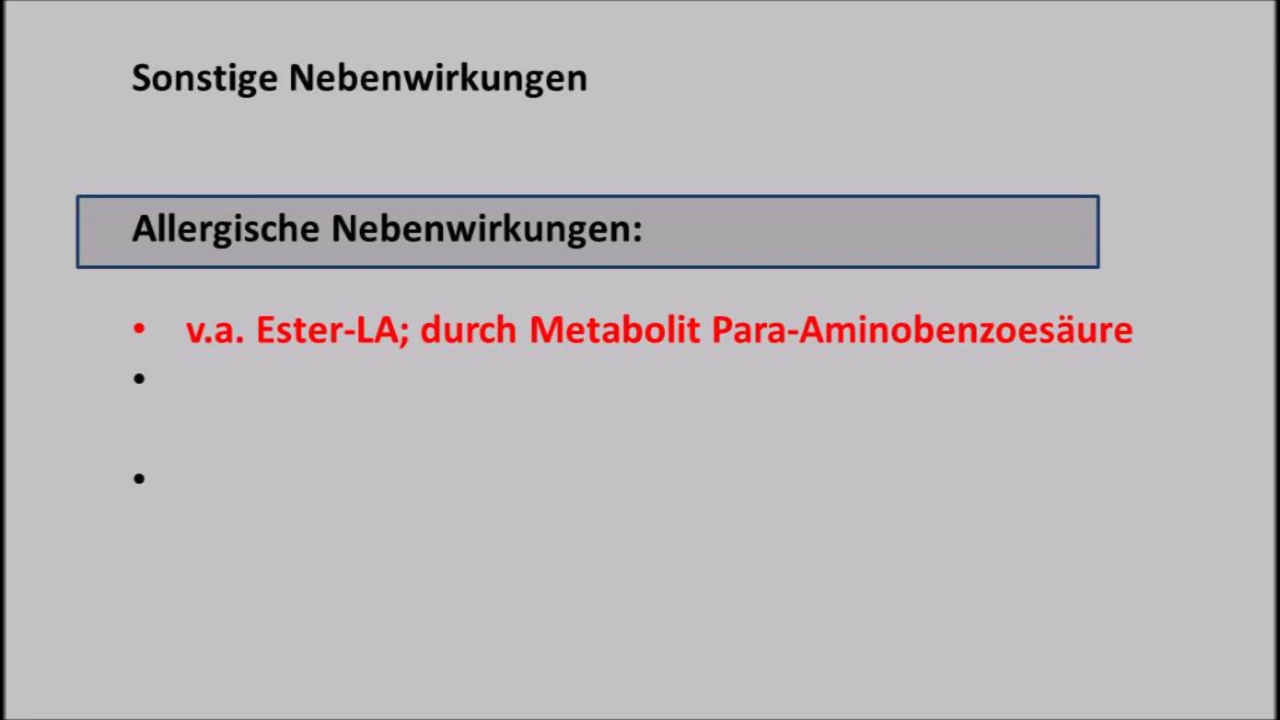 Sonstige Nebenwirkungen
Allergische Nebenwirkungen:
• v.a. Ester-LA; durch Metabolit Para-Aminobenzoesäure
•
•